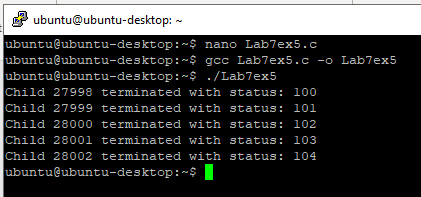 ubuntu@ubuntu-desktop: ~
ubuntu@ubuntu-desktop:~$ nano Lab7ex5.c
ubuntu@ubuntu-desktop:~$ gcc Lab7ex5.c -o Lab7ex5
ubuntu@ubuntu-desktop:~$ ./Lab7ex5
Child 27998 terminated with status: 100
Child 27999 terminated with status: 101
Child 28000 terminated with status: 102
Child 28001 terminated with status: 103
Child 28002 terminated with status: 104
ubuntu@ubuntu-desktop:~$